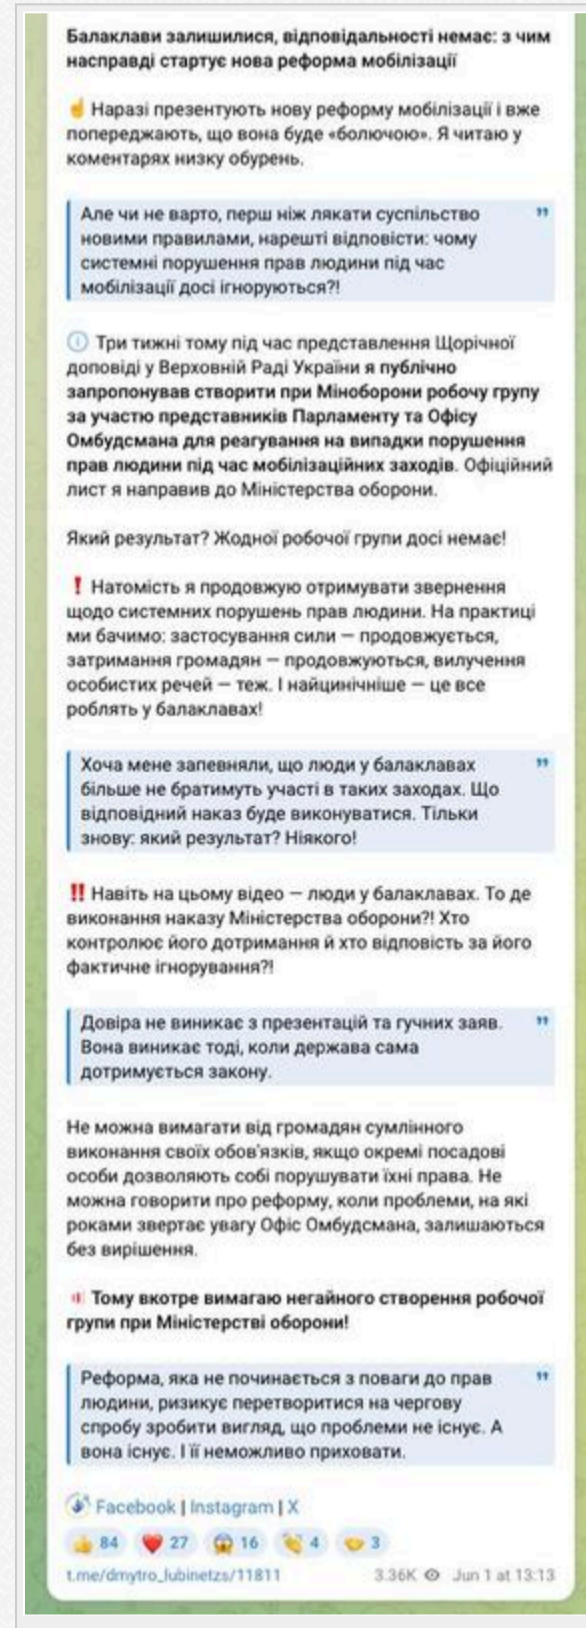 Балаклави залишилися, відповідальності немає: з чим
насправді стартує нова реформа мобілізації
☝️ Наразі презентують нову реформу мобілізації і вже
попереджають, що вона буде «болючою». Я читаю у
коментарях низку обурень.
Але чи не варто, перш ніж лякати суспільство
новими правилами, нарешті відповісти: чому
системні порушення прав людини під час
мобілізації досі ігноруються?!
Три тижні тому під час представлення Щорічної
доповіді у Верховній Раді України я публічно
запропонував створити при Міноборони робочу групу
за участю представників Парламенту та Офісу
Омбудсмана для реагування на випадки порушення
прав людини під час мобілізаційних заходів. Офіційний
лист я направив до Міністерства оборони.
Який результат? Жодної робочої групи досі немає!
❗ Натомість я продовжую отримувати звернення
щодо системних порушень прав людини. На практиці
ми бачимо: застосування сили — продовжується,
затримання громадян — продовжуються, вилучення
особистих речей — теж. І найцинічніше — це все
роблять у балаклавах!
Хоча мене запевняли, що люди у балаклавах
більше не братимуть участі в таких заходах. Що
відповідний наказ буде виконуватися. Тільки
знову: який результат? Ніякого!
‼️ Навіть на цьому відео — люди у балаклавах. То де
виконання наказу Міністерства оборони?! Хто
контролює його дотримання й хто відповість за його
фактичне ігнорування?!
Довіра не виникає з презентацій та гучних заяв.
Вона виникає тоді, коли держава сама
дотримується закону.
Не можна вимагати від громадян сумлінного
виконання своїх обов'язків, якщо окремі посадові
особи дозволяють собі порушувати їхні права. Не
можна говорити про реформу, коли проблеми, на які
роками звертає увагу Офіс Омбудсмана, залишаються
без вирішення.
Тому вкотре вимагаю негайного створення робочої
групи при Міністерстві оборони!
Реформа, яка не починається з поваги до прав
людини, ризикує перетворитися на чергову
спробу зробити вигляд, що проблеми не існує. А
вона існує. І її неможливо приховати.
Facebook | Instagram | X
👍 84 ❤️ 27 😱 16 👏 4 🤝 3
t.me/dmytro_lubinetzs/11811 3.36K Jun 1 at 13:13